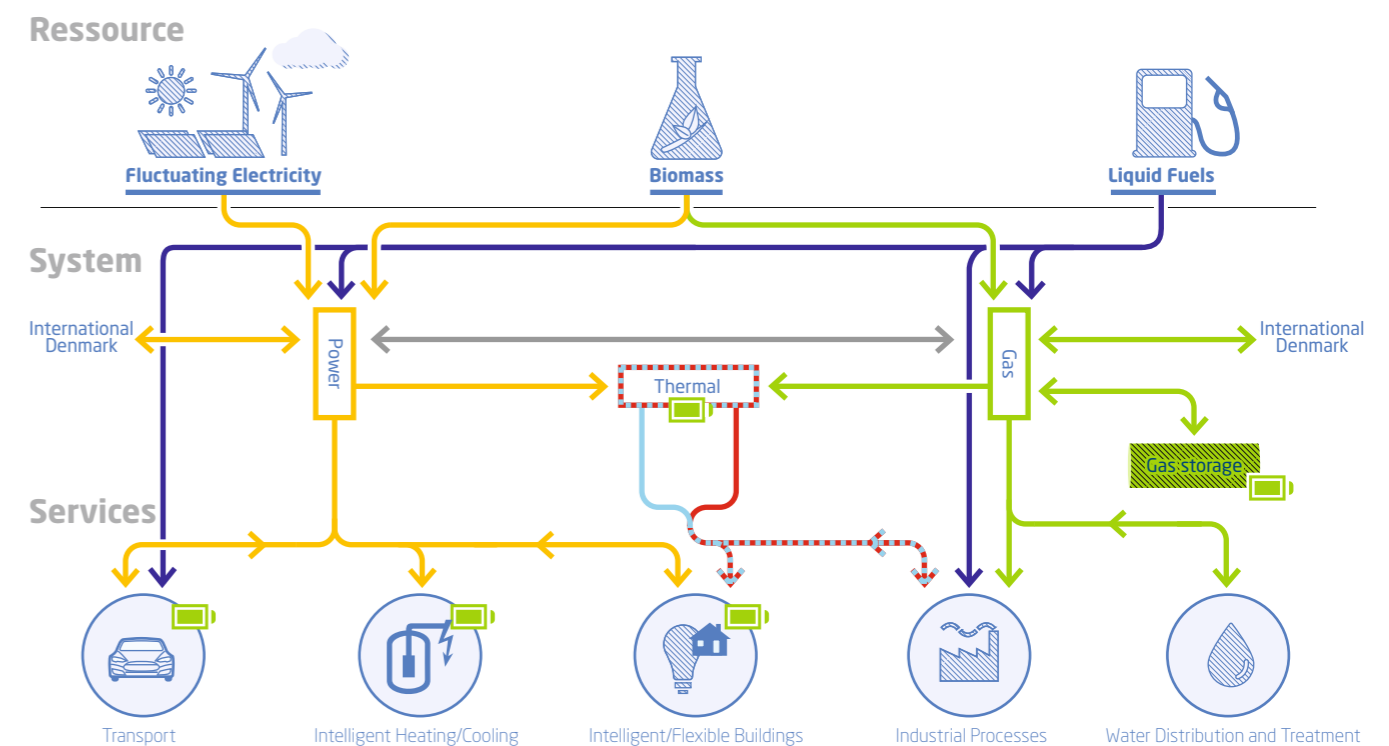 Ressource
Fluctuating Electricity
Biomass
Liquid Fuels
System
International
Denmark
Power
Thermal
Gas
International
Denmark
Gas storage
Services
Transport
Intelligent Heating/Cooling
Intelligent/Flexible Buildings
Industrial Processes
Water Distribution and Treatment